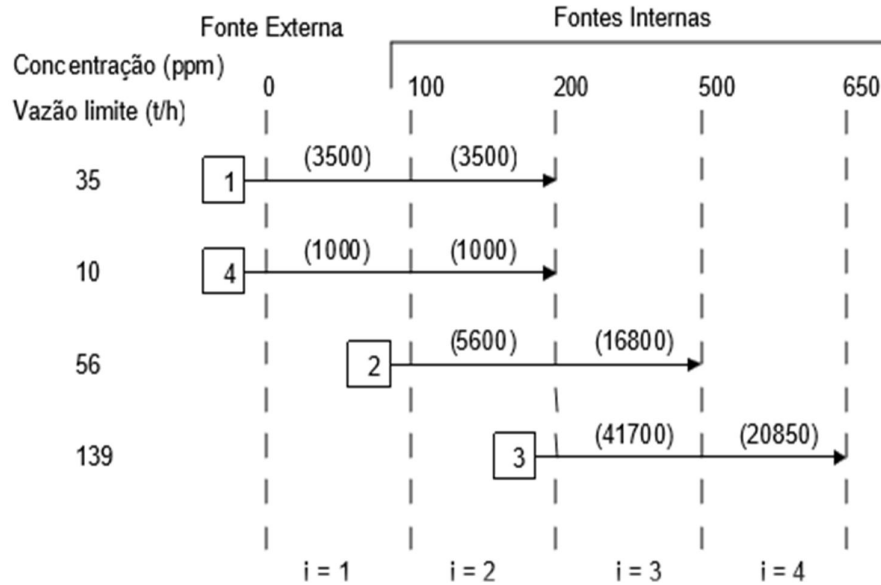 Fonte Externa Fontes Internas
Concentração (ppm)
0 100 200 500 650
Vazão limite (t/h)
35 1 (3500) (3500)
10 4 (1000) (1000)
56 2 (5600) (16800)
139 3 (41700) (20850)
i = 1 i = 2 i = 3 i = 4